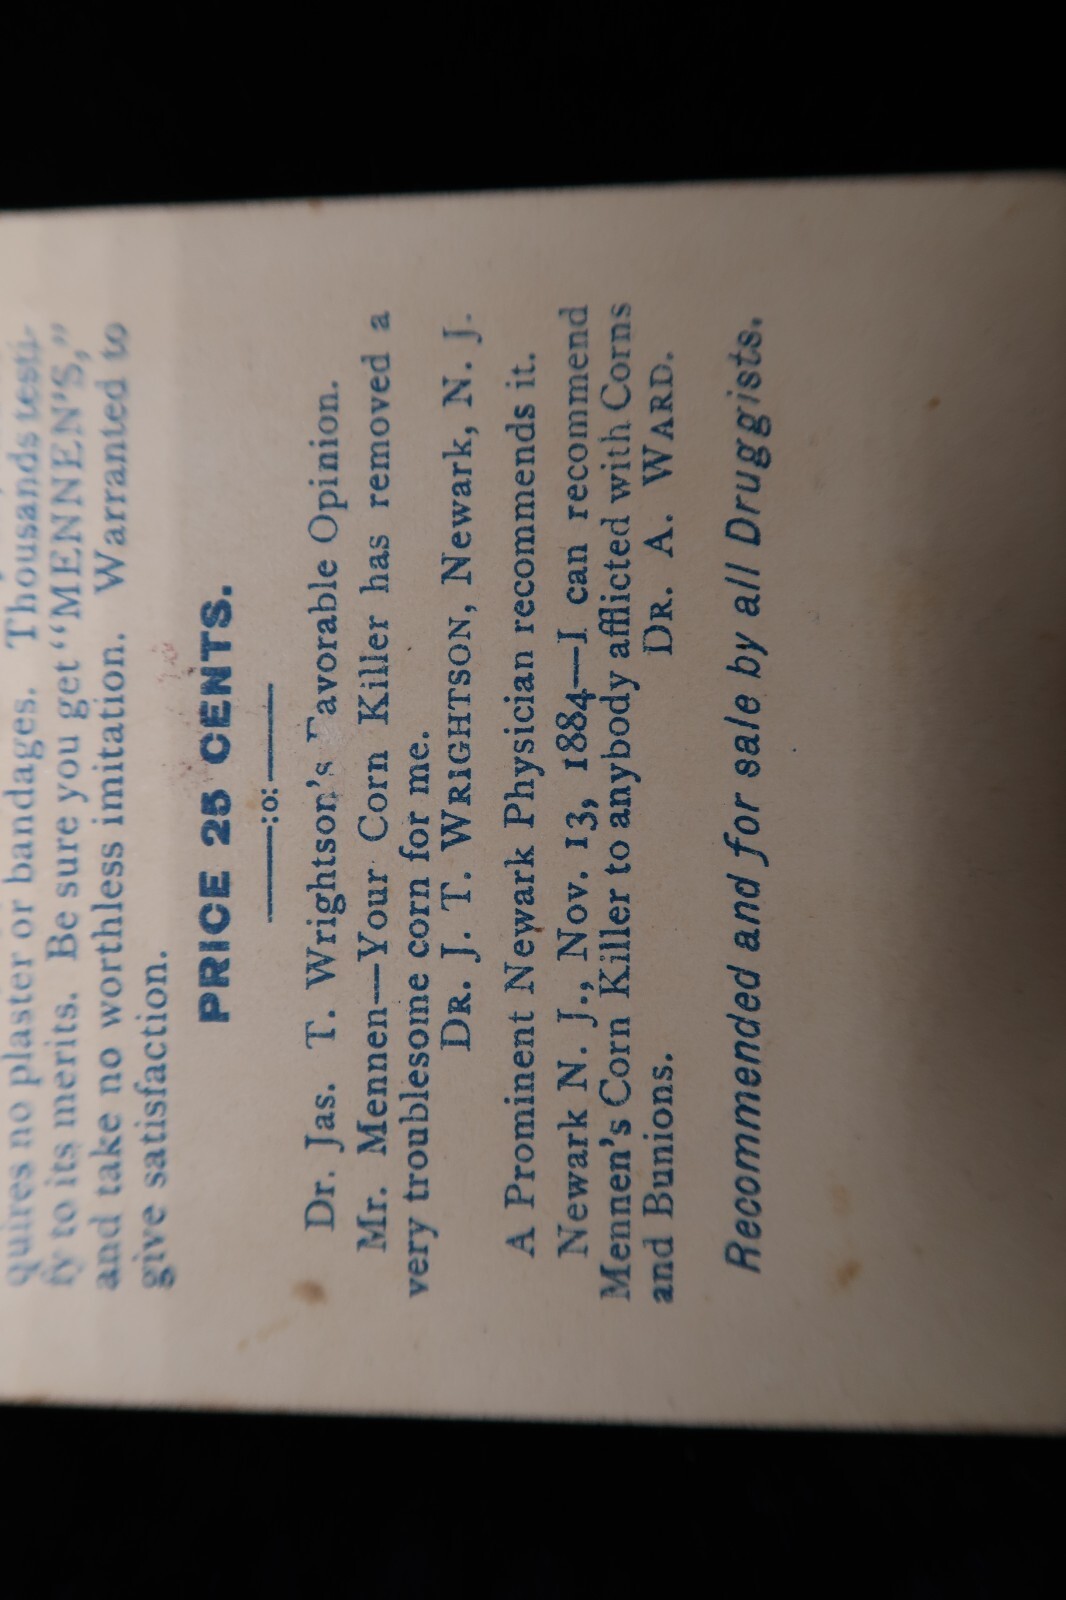 quires no plaster or bandages. Thousands testi-
fy to its merits. Be sure you get "MENNEN'S,"
and take no worthless imitation. Warranted to
give satisfaction.
PRICE 25 CENTS.
——:o:——
Dr. Jas. T. Wrightson's Favorable Opinion.
Mr. Mennen—Your Corn Killer has removed a
very troublesome corn for me.
DR. J. T. WRIGHTSON, Newark, N. J.
A Prominent Newark Physician recommends it.
Newark N. J., Nov. 13, 1884—I can recommend
Mennen's Corn Killer to anybody afflicted with Corns
and Bunions.
DR. A. WARD.
Recommended and for sale by all Druggists.